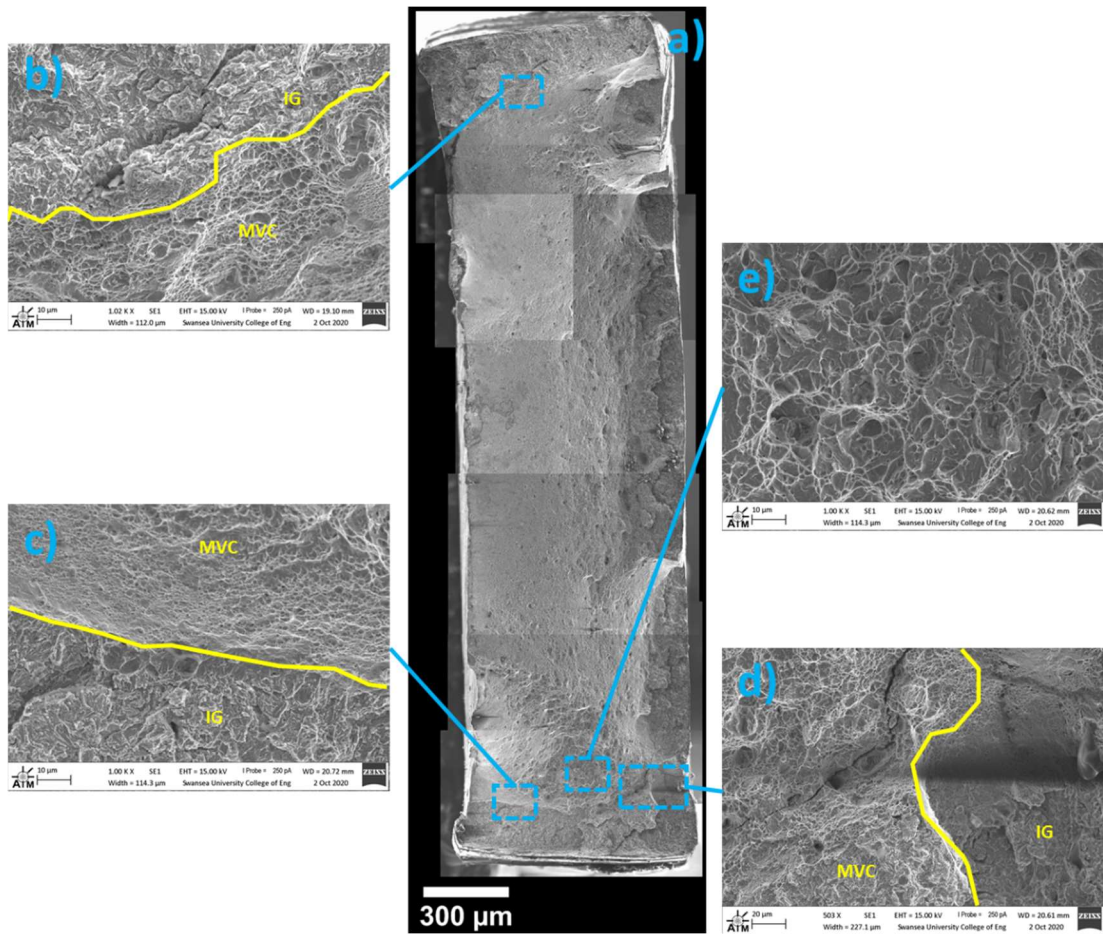 a)
b)
IG
MVC
10 µm
ATM
1.02 K X SE1 EHT = 15.00 kV I Probe = 250 pA WD = 19.10 mm
Width = 112.0 µm Swansea University College of Eng 2 Oct 2020
ZEISS
c)
MVC
IG
10 µm
ATM
1.00 K X SE1 EHT = 15.00 kV I Probe = 250 pA WD = 20.72 mm
Width = 114.3 µm Swansea University College of Eng 2 Oct 2020
ZEISS
300 µm
e)
10 µm
ATM
1.00 K X SE1 EHT = 15.00 kV I Probe = 250 pA WD = 20.62 mm
Width = 114.3 µm Swansea University College of Eng 2 Oct 2020
ZEISS
d)
MVC
IG
20 µm
ATM
503 X SE1 EHT = 15.00 kV I Probe = 250 pA WD = 20.61 mm
Width = 227.1 µm Swansea University College of Eng 2 Oct 2020
ZEISS